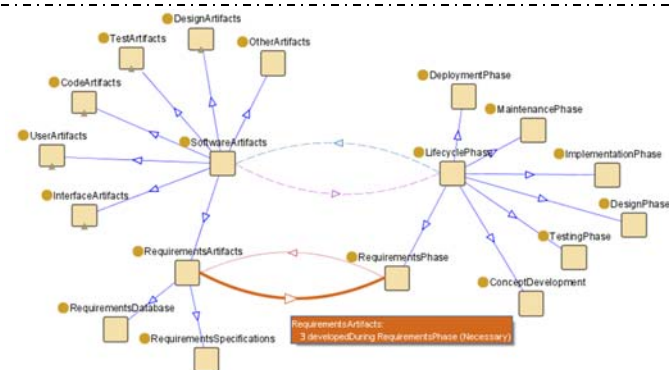 DesignArtifacts
TestArtifacts
OtherArtifacts
CodeArtifacts
DeploymentPhase
MaintenancePhase
UserArtifacts
SoftwareArtifacts
LifecyclePhase
ImplementationPhase
InterfaceArtifacts
DesignPhase
TestingPhase
RequirementsArtifacts
RequirementsPhase
ConceptDevelopment
RequirementsDatabase
RequirementsSpecifications
RequirementsArtifacts:
∃ developedDuring RequirementsPhase (Necessary)